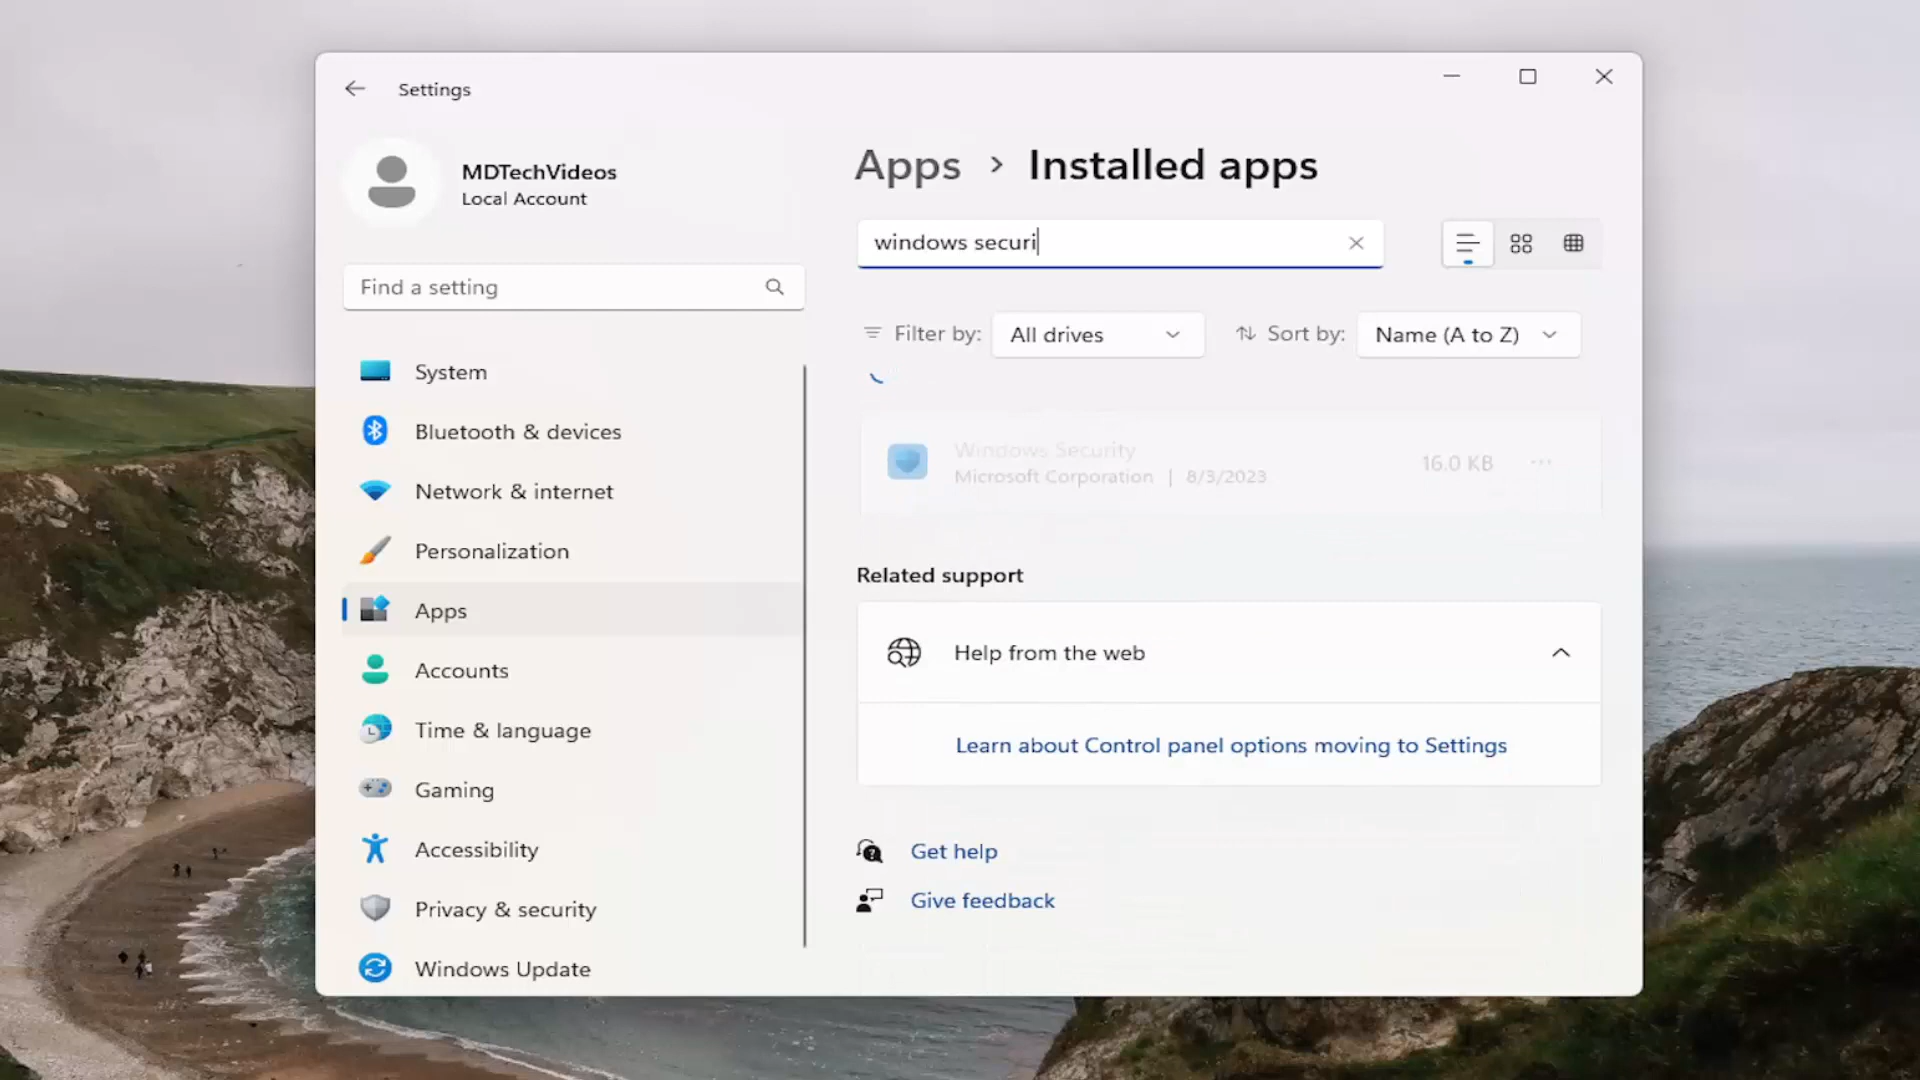 Settings
MDTechVideos
Local Account
Find a setting
System
Bluetooth & devices
Network & internet
Personalization
Apps
Accounts
Time & language
Gaming
Accessibility
Privacy & security
Windows Update
Apps > Installed apps
windows securi
Filter by: All drives
Sort by: Name (A to Z)
Windows Security
Microsoft Corporation | 8/3/2023
16.0 KB
Related support
Help from the web
Learn about Control panel options moving to Settings
Get help
Give feedback